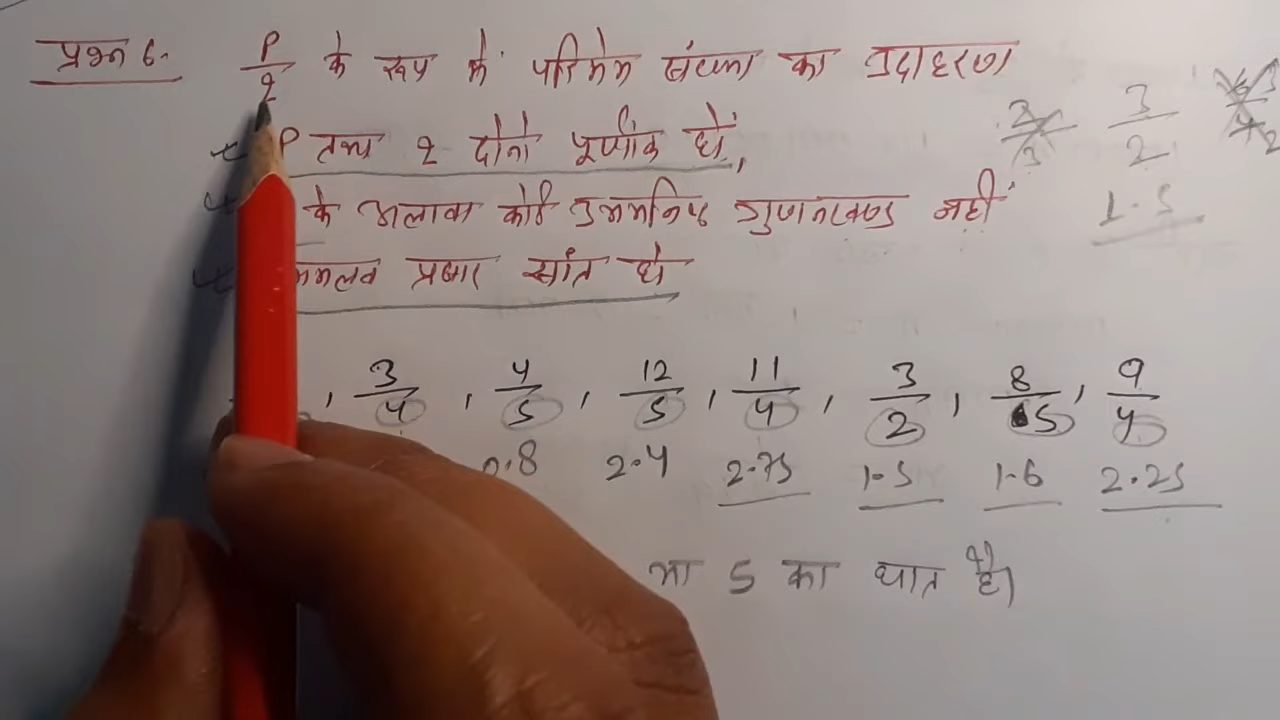 प्रश्न 6. p/q के रूप के परिमेय संख्या का उदाहरण
P तथा q दोनों पूर्णांक हो,
के अलावा कोई उभयनिष्ठ गुणनखण्ड नहीं
प्रसार सांत हो
3/2
1.5
, 3/4 , 4/5 , 12/5 , 11/4 , 3/2 , 8/5 , 9/4
0.8 2.4 2.75 1.5 1.6 2.25
या 5 का घात है।